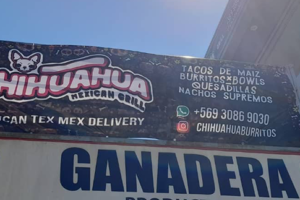 CHIHUAHUA
MEXICAN GRILL
CAN TEX MEX DELIVERY
TACOS DE MAIZ
BURRITOS BOWLS
QUESADILLAS
NACHOS SUPREMOS
+569 3086 9030
CHIHUAHUABURRITOS
GANADERA